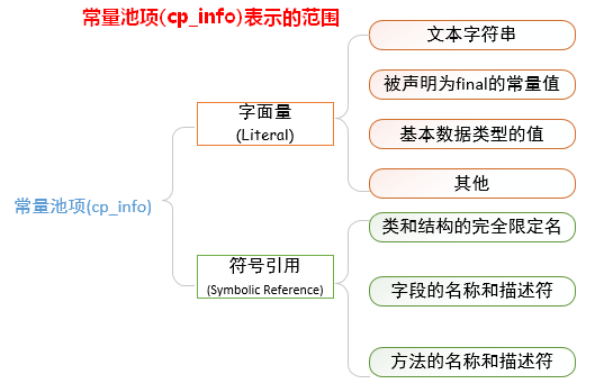 常量池项(cp_info)表示的范围
文本字符串
被声明为final的常量值
字面量
(Literal)
基本数据类型的值
其他
常量池项(cp_info)
类和结构的完全限定名
符号引用
(Symbolic Reference)
字段的名称和描述符
方法的名称和描述符